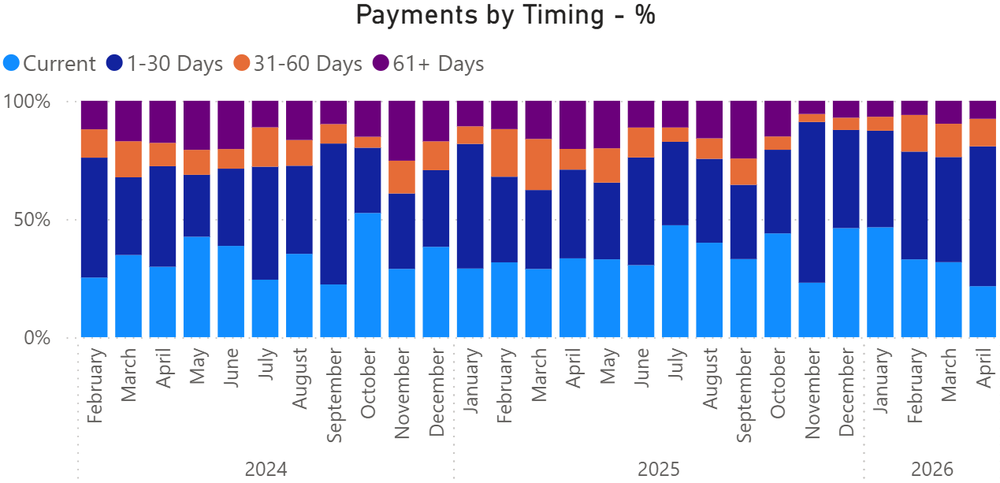 Payments by Timing - %
Current 1-30 Days 31-60 Days 61+ Days
100%
50%
0%
February March April May June July August September October November December January February March April May June July August September October November December January February March April
2024 2025 2026